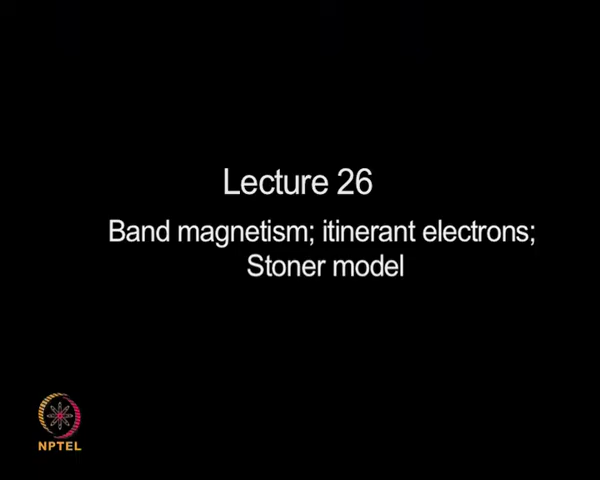 Lecture 26
Band magnetism; itinerant electrons;
Stoner model
NPTEL